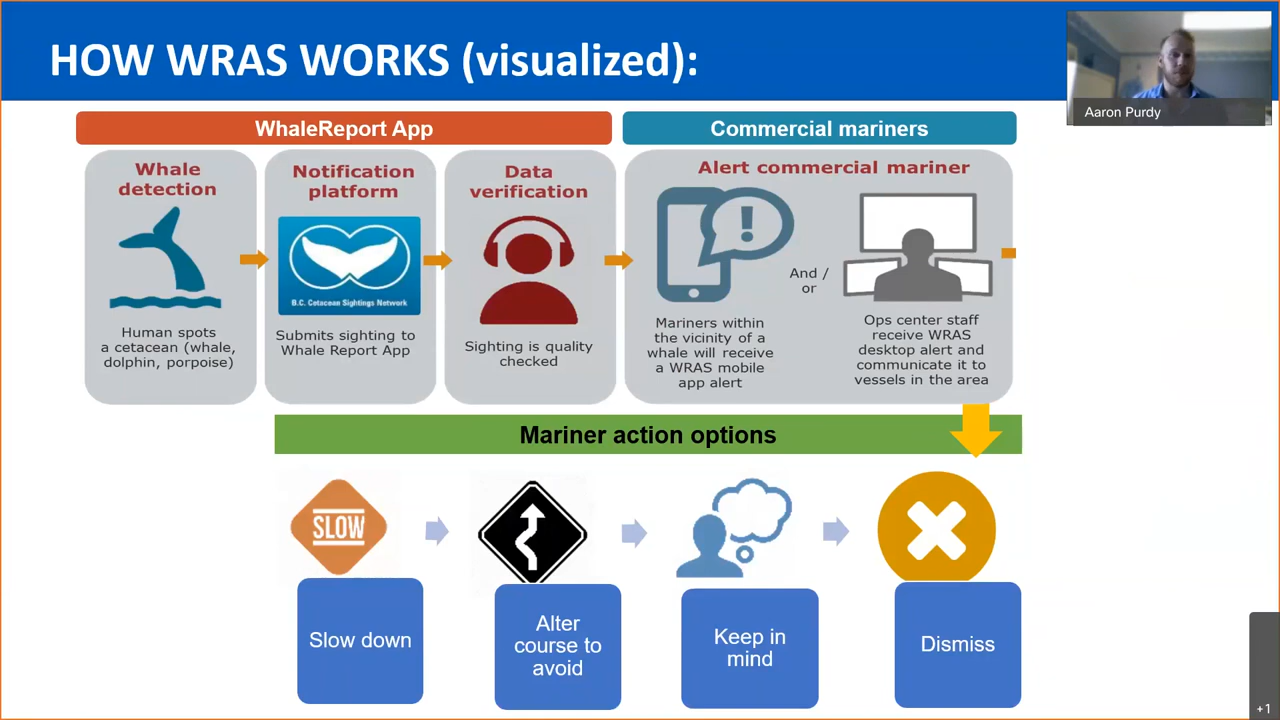 HOW WRAS WORKS (visualized):
Aaron Purdy
WhaleReport App
Commercial mariners
Whale
detection
Human spots
a cetacean (whale,
dolphin, porpoise)
Notification
platform
B.C. Cetacean Sightings Network
Submits sighting to
Whale Report App
Data
verification
Sighting is quality
checked
Alert commercial mariner
!
Mariners within
the vicinity of a
whale will receive
a WRAS mobile
app alert
And /
or
Ops center staff
receive WRAS
desktop alert and
communicate it to
vessels in the area
Mariner action options
SLOW
Slow down
Alter
course to
avoid
Keep in
mind
Dismiss
+1